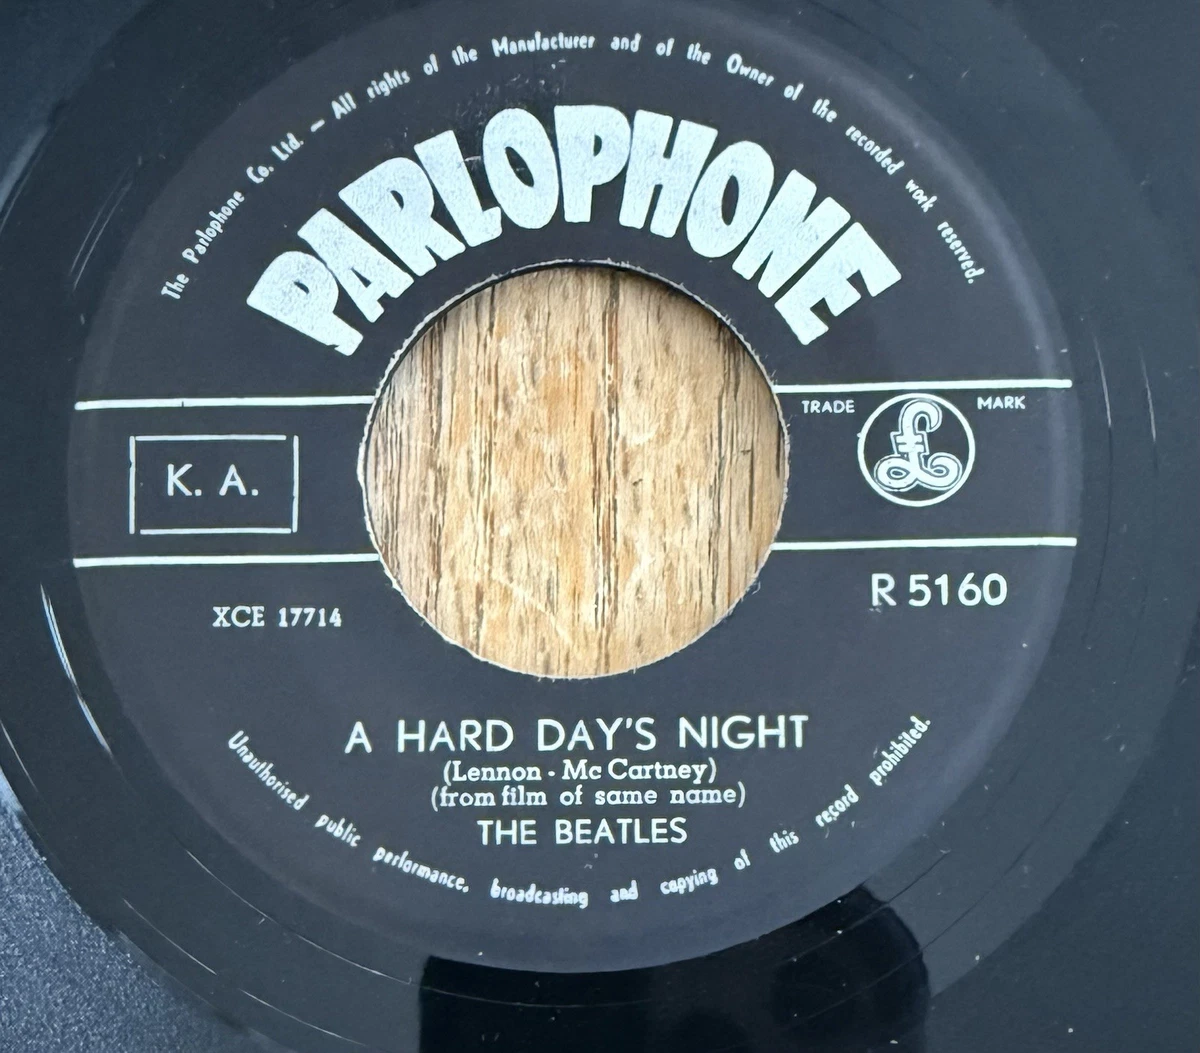 The Parlophone Co. Ltd. – All rights of the Manufacturer and of the Owner of the recorded work reserved.
PARLOPHONE
TRADE MARK
£
K. A.
XCE 17714
R 5160
A HARD DAY'S NIGHT
(Lennon - Mc Cartney)
(from film of same name)
THE BEATLES
Unauthorised public performance, broadcasting and copying of this record prohibited.